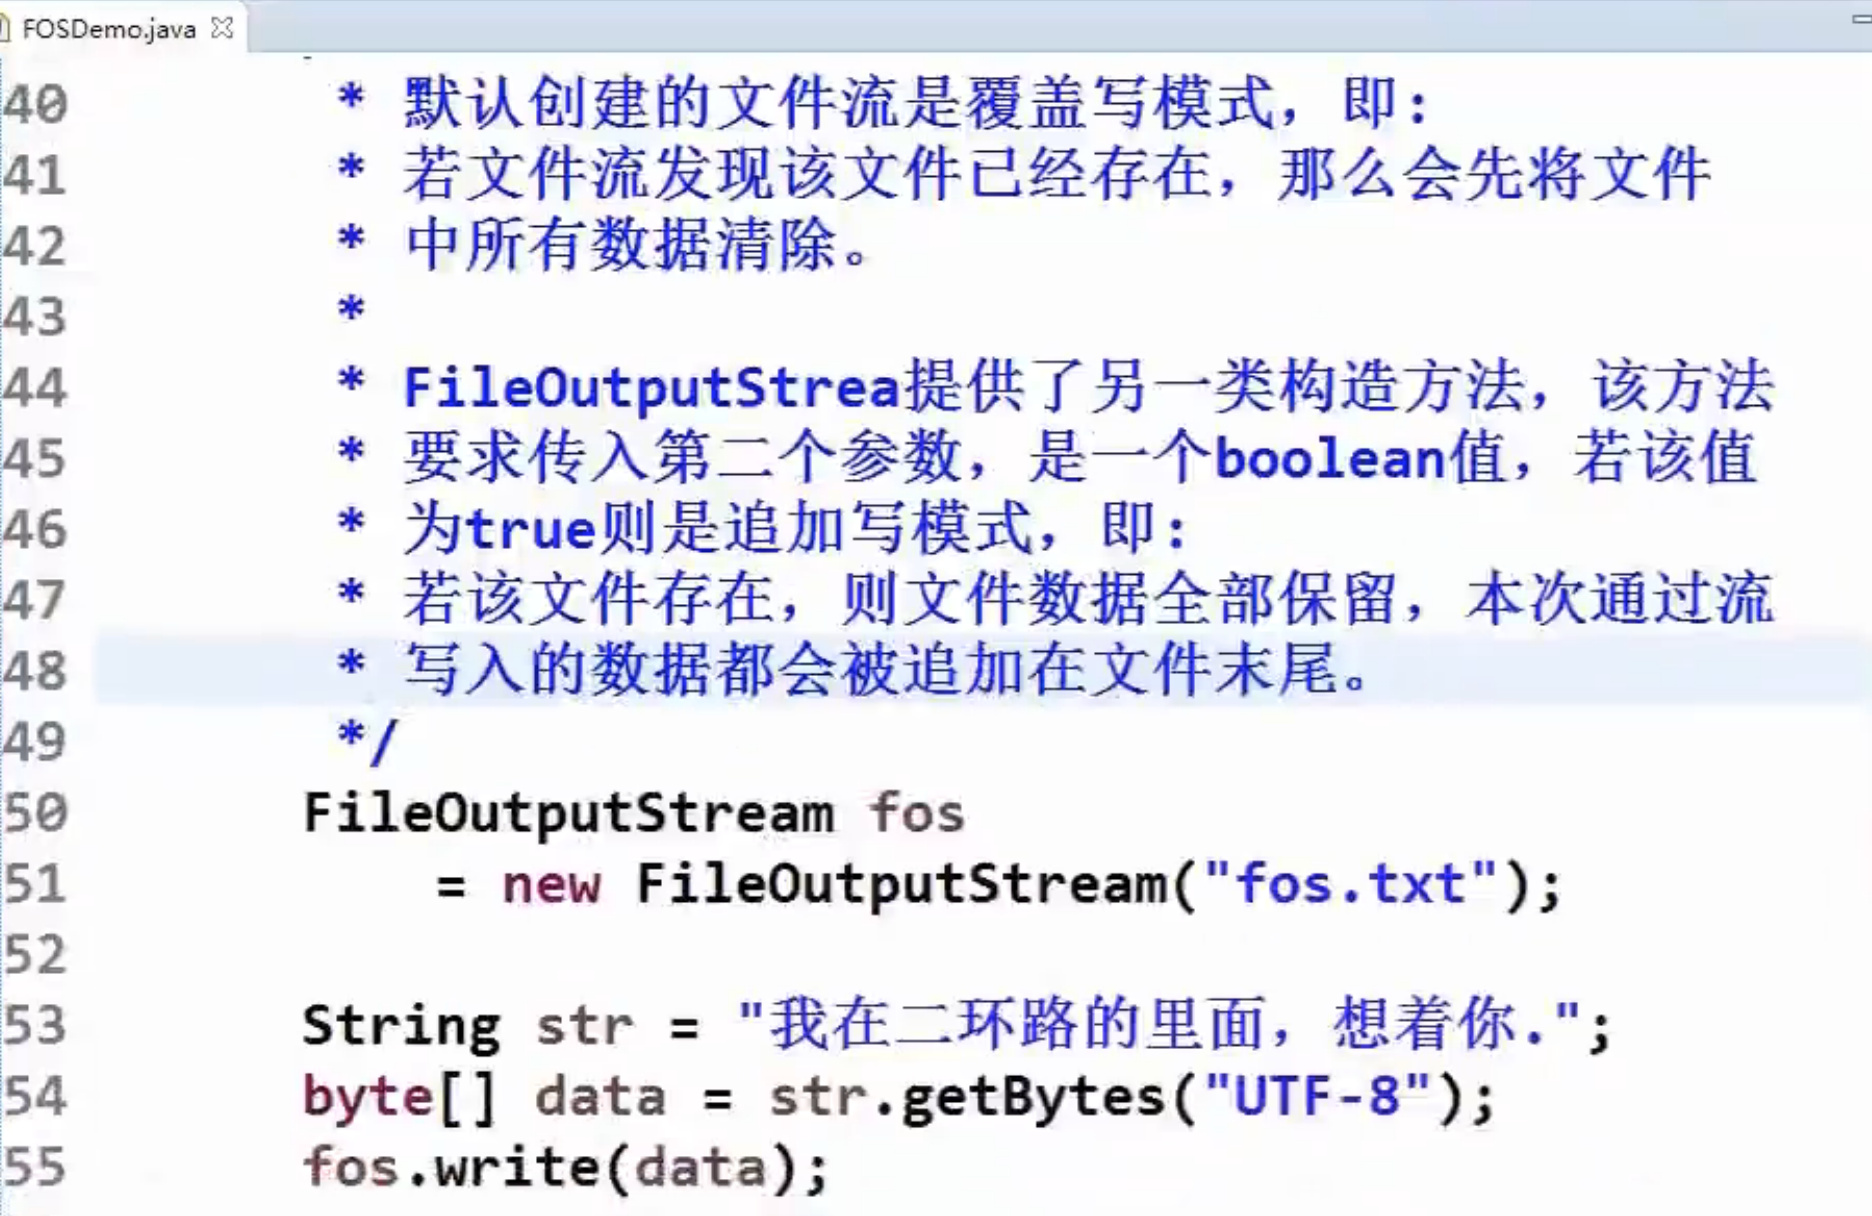 FOSDemo.java
40 * 默认创建的文件流是覆盖写模式，即：
41 * 若文件流发现该文件已经存在，那么会先将文件
42 * 中所有数据清除。
43 *
44 * FileOutputStrea提供了另一类构造方法，该方法
45 * 要求传入第二个参数，是一个boolean值，若该值
46 * 为true则是追加写模式，即：
47 * 若该文件存在，则文件数据全部保留，本次通过流
48 * 写入的数据都会被追加在文件末尾。
49 */
50 FileOutputStream fos
51 = new FileOutputStream("fos.txt");
52
53 String str = "我在二环路的里面，想着你.";
54 byte[] data = str.getBytes("UTF-8");
55 fos.write(data);